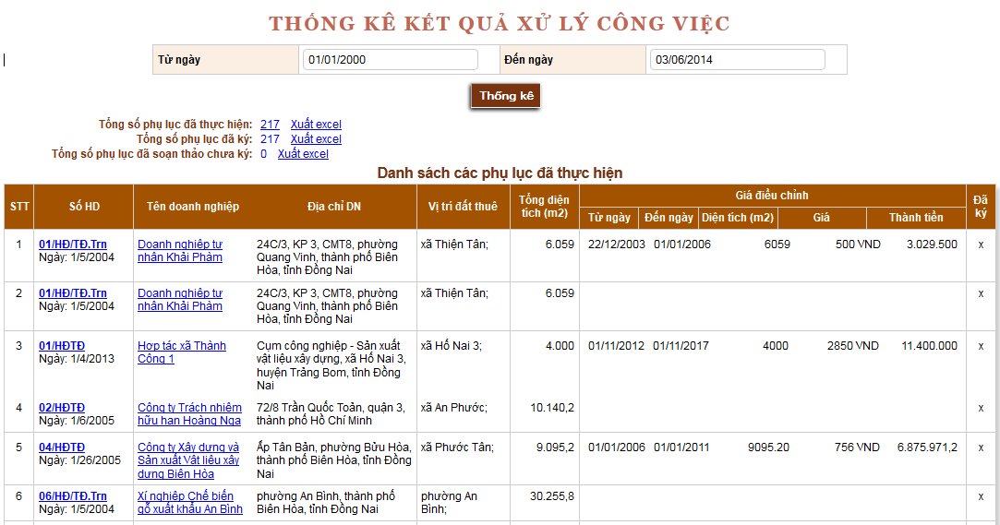 THỐNG KÊ KẾT QUẢ XỬ LÝ CÔNG VIỆC
Từ ngày 01/01/2000 Đến ngày 03/06/2014
Thống kê
Tổng số phụ lục đã thực hiện: 217 Xuất excel
Tổng số phụ lục đã ký: 217 Xuất excel
Tổng số phụ lục đã soạn thảo chưa ký: 0 Xuất excel
Danh sách các phụ lục đã thực hiện
STT Số HD Tên doanh nghiệp Địa chỉ DN Vị trí đất thuê Tổng diện tích (m2) Giá điều chỉnh Đã ký
Từ ngày Đến ngày Diện tích (m2) Giá Thành tiền
1 01/HĐ/TĐ.Trn Doanh nghiệp tư 24C/3, KP 3, CMT8, phường xã Thiện Tân; 6.059 22/12/2003 01/01/2006 6059 500 VND 3.029.500 x
Ngày: 1/5/2004 nhân Khải Phàm Quang Vinh, thành phố Biên
Hòa, tỉnh Đồng Nai
2 01/HĐ/TĐ.Trn Doanh nghiệp tư 24C/3, KP 3, CMT8, phường xã Thiện Tân; 6.059 x
Ngày: 1/5/2004 nhân Khải Phàm Quang Vinh, thành phố Biên
Hòa, tỉnh Đồng Nai
3 01/HĐTĐ Hợp tác xã Thành Cụm công nghiệp - Sản xuất xã Hố Nai 3; 4.000 01/11/2012 01/11/2017 4000 2850 VND 11.400.000 x
Ngày: 1/4/2013 Công 1 vật liệu xây dựng, xã Hố Nai 3,
huyện Trảng Bom, tỉnh Đồng
Nai
4 02/HĐTĐ Công ty Trách nhiệm 72/8 Trần Quốc Toản, quận 3, xã An Phước; 10.140,2 x
Ngày: 1/6/2005 hữu hạn Hoàng Nga thành phố Hồ Chí Minh
5 04/HĐTĐ Công ty Xây dựng và Ấp Tân Bản, phường Bửu Hòa, xã Phước Tân; 9.095,2 01/01/2006 01/01/2011 9095.20 756 VND 6.875.971,2 x
Ngày: 1/26/2005 Sản xuất Vật liệu xây thành phố Biên Hòa, tỉnh Đồng
dựng Biên Hòa Nai
6 06/HĐ/TĐ.Trn Xí nghiệp Chế biến phường An Bình, thành phố phường An 30.255,8 x
Ngày: 1/5/2004 gỗ xuất khẩu An Bình Biên Hòa, tỉnh Đồng Nai Bình;